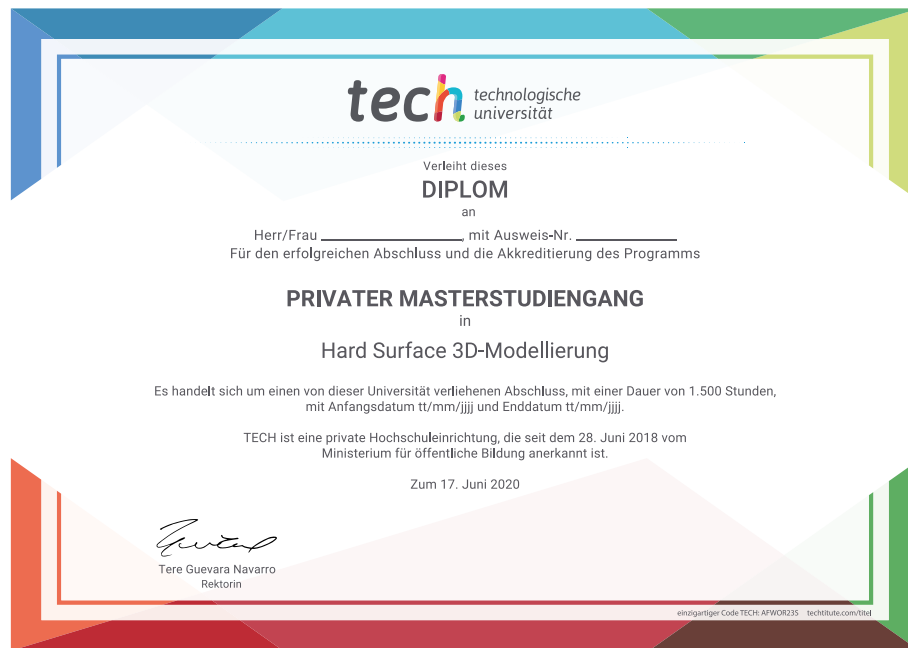 tech technologische
universität
Verleiht dieses
DIPLOM
an
Herr/Frau ____________, mit Ausweis-Nr. ____________
Für den erfolgreichen Abschluss und die Akkreditierung des Programms
PRIVATER MASTERSTUDIENGANG
in
Hard Surface 3D-Modellierung
Es handelt sich um einen von dieser Universität verliehenen Abschluss, mit einer Dauer von 1.500 Stunden,
mit Anfangsdatum tt/mm/jjjj und Enddatum tt/mm/jjjj.
TECH ist eine private Hochschuleinrichtung, die seit dem 28. Juni 2018 vom
Ministerium für öffentliche Bildung anerkannt ist.
Zum 17. Juni 2020
Tere Guevara Navarro
Rektorin
einzigartiger Code TECH: AFWOR23S techtitute.com/titel